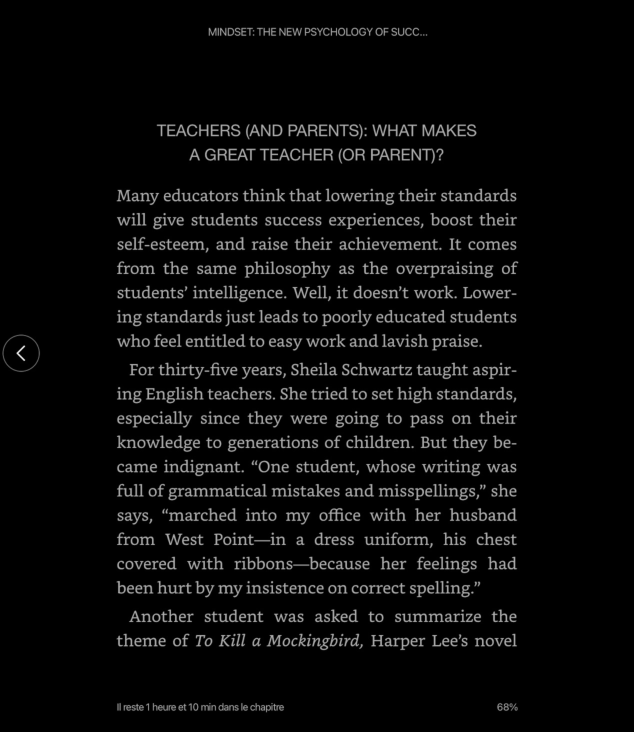 MINDSET: THE NEW PSYCHOLOGY OF SUCC...
TEACHERS (AND PARENTS): WHAT MAKES
A GREAT TEACHER (OR PARENT)?
Many educators think that lowering their standards
will give students success experiences, boost their
self-esteem, and raise their achievement. It comes
from the same philosophy as the overpraising of
students’ intelligence. Well, it doesn’t work. Lower-
ing standards just leads to poorly educated students
who feel entitled to easy work and lavish praise.
For thirty-five years, Sheila Schwartz taught aspir-
ing English teachers. She tried to set high standards,
especially since they were going to pass on their
knowledge to generations of children. But they be-
came indignant. “One student, whose writing was
full of grammatical mistakes and misspellings,” she
says, “marched into my office with her husband
from West Point—in a dress uniform, his chest
covered with ribbons—because her feelings had
been hurt by my insistence on correct spelling.”
Another student was asked to summarize the
theme of To Kill a Mockingbird, Harper Lee’s novel
Il reste 1 heure et 10 min dans le chapitre
68%